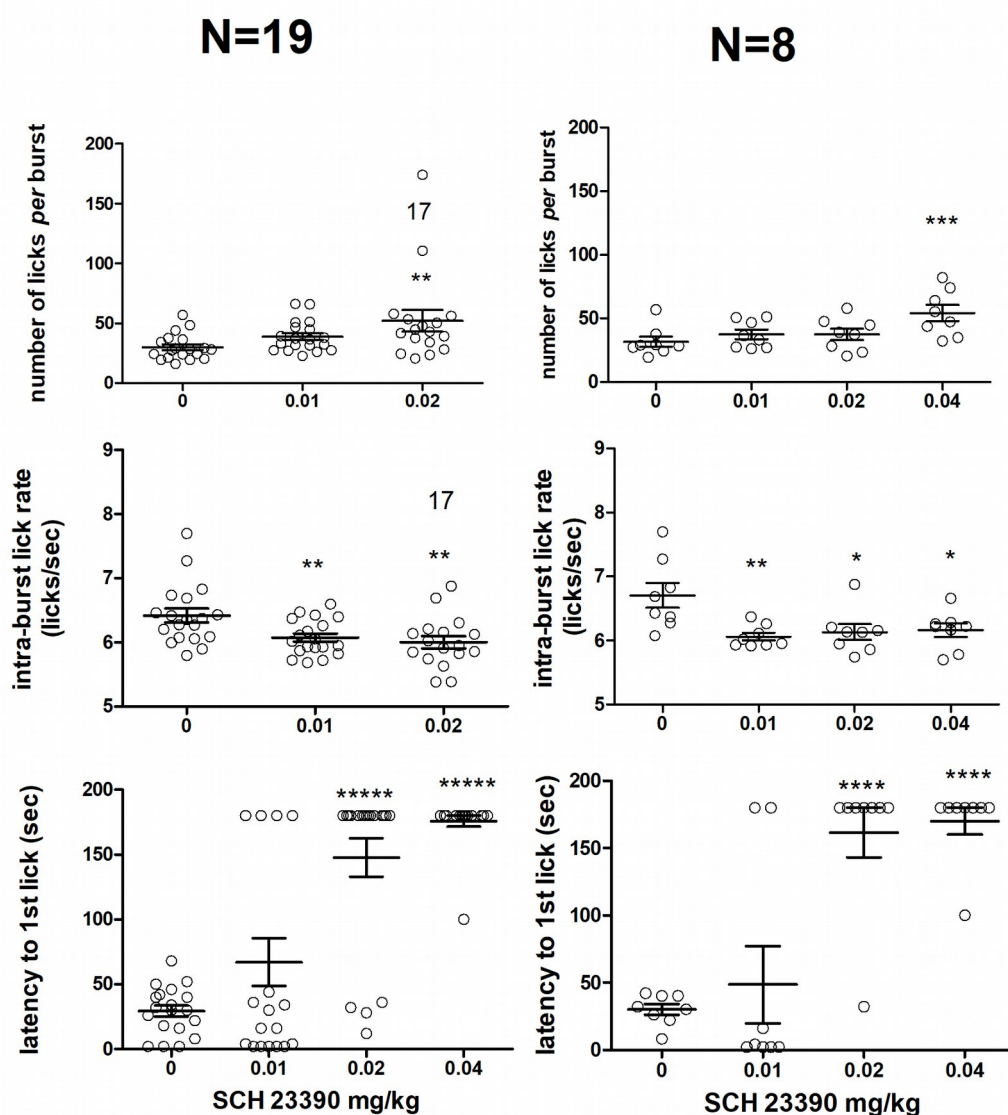 N=19
N=8
number of licks per burst
200
150
100
50
0
17
**
0 0.01 0.02
number of licks per burst
200
150
100
50
0
***
0 0.01 0.02 0.04
intra-burst lick rate
(licks/sec)
9
8
7
6
5
17
** **
0 0.01 0.02
intra-burst lick rate
(licks/sec)
9
8
7
6
5
** * *
0 0.01 0.02 0.04
latency to 1st lick (sec)
200
150
100
50
0
***** *****
0 0.01 0.02 0.04
SCH 23390 mg/kg
latency to 1st lick (sec)
200
150
100
50
0
**** ****
0 0.01 0.02 0.04
SCH 23390 mg/kg